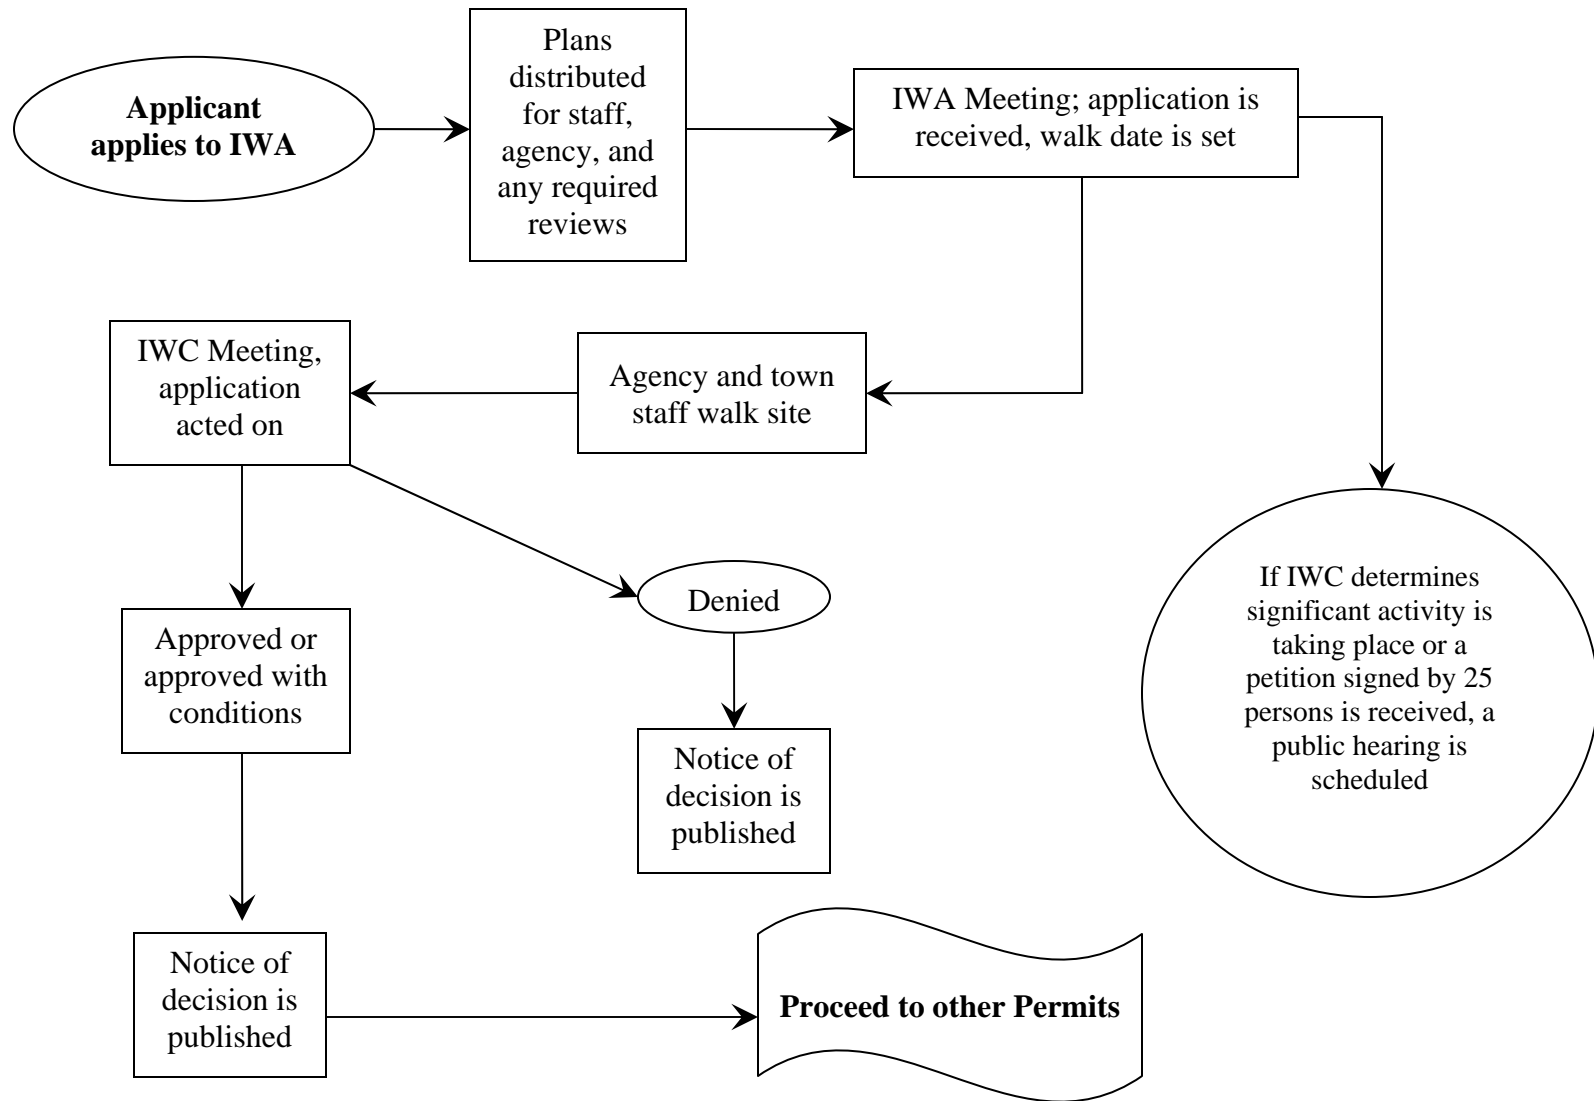 Applicant
applies to IWA
Plans
distributed
for staff,
agency, and
any required
reviews
IWA Meeting; application is
received, walk date is set
IWC Meeting,
application
acted on
Agency and town
staff walk site
If IWC determines
significant activity is
taking place or a
petition signed by 25
persons is received, a
public hearing is
scheduled
Denied
Approved or
approved with
conditions
Notice of
decision is
published
Notice of
decision is
published
Proceed to other Permits